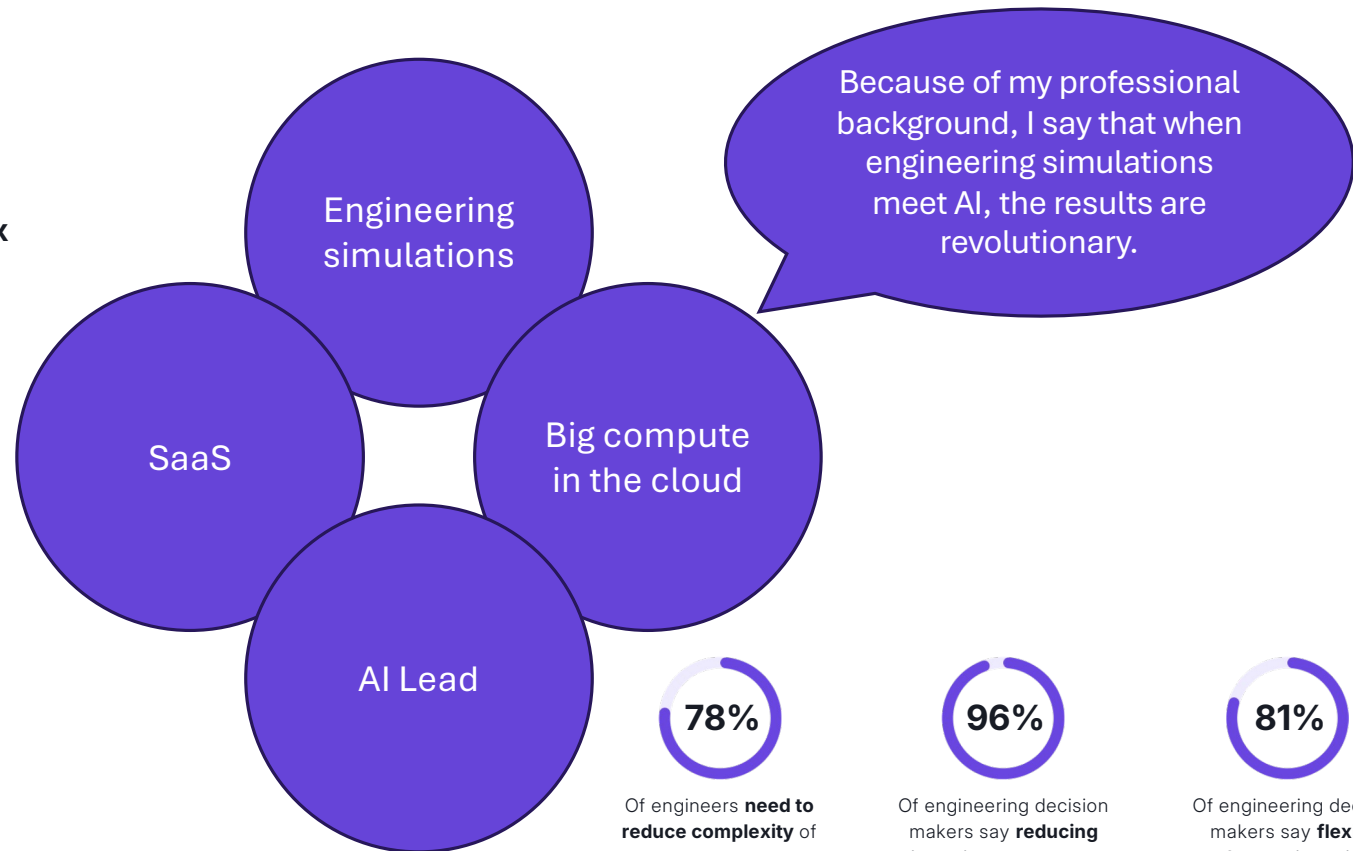 Because of my professional
background, I say that when
engineering simulations
meet AI, the results are
revolutionary.
Engineering
simulations
x
SaaS
Big compute
in the cloud
AI Lead
78%
Of engineers need to
reduce complexity of
96%
Of engineering decision
makers say reducing
81%
Of engineering
makers say